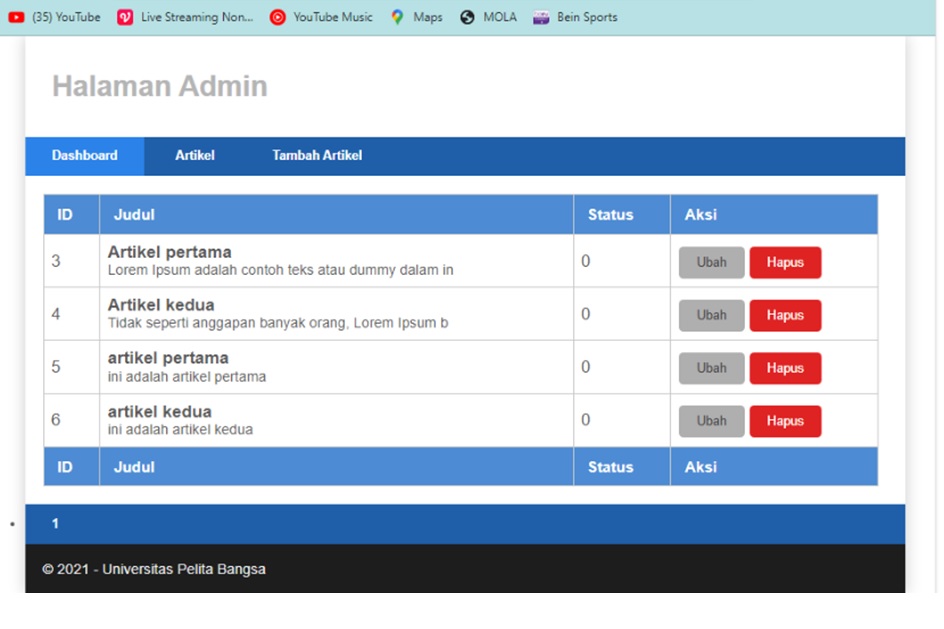 (35) YouTube Live Streaming Non... YouTube Music Maps MOLA Bein Sports
Halaman Admin
Dashboard Artikel Tambah Artikel
ID Judul Status Aksi
3 Artikel pertama 0 Ubah Hapus
Lorem Ipsum adalah contoh teks atau dummy dalam in
4 Artikel kedua 0 Ubah Hapus
Tidak seperti anggapan banyak orang, Lorem Ipsum b
5 artikel pertama 0 Ubah Hapus
ini adalah artikel pertama
6 artikel kedua 0 Ubah Hapus
ini adalah artikel kedua
ID Judul Status Aksi
1
© 2021 - Universitas Pelita Bangsa